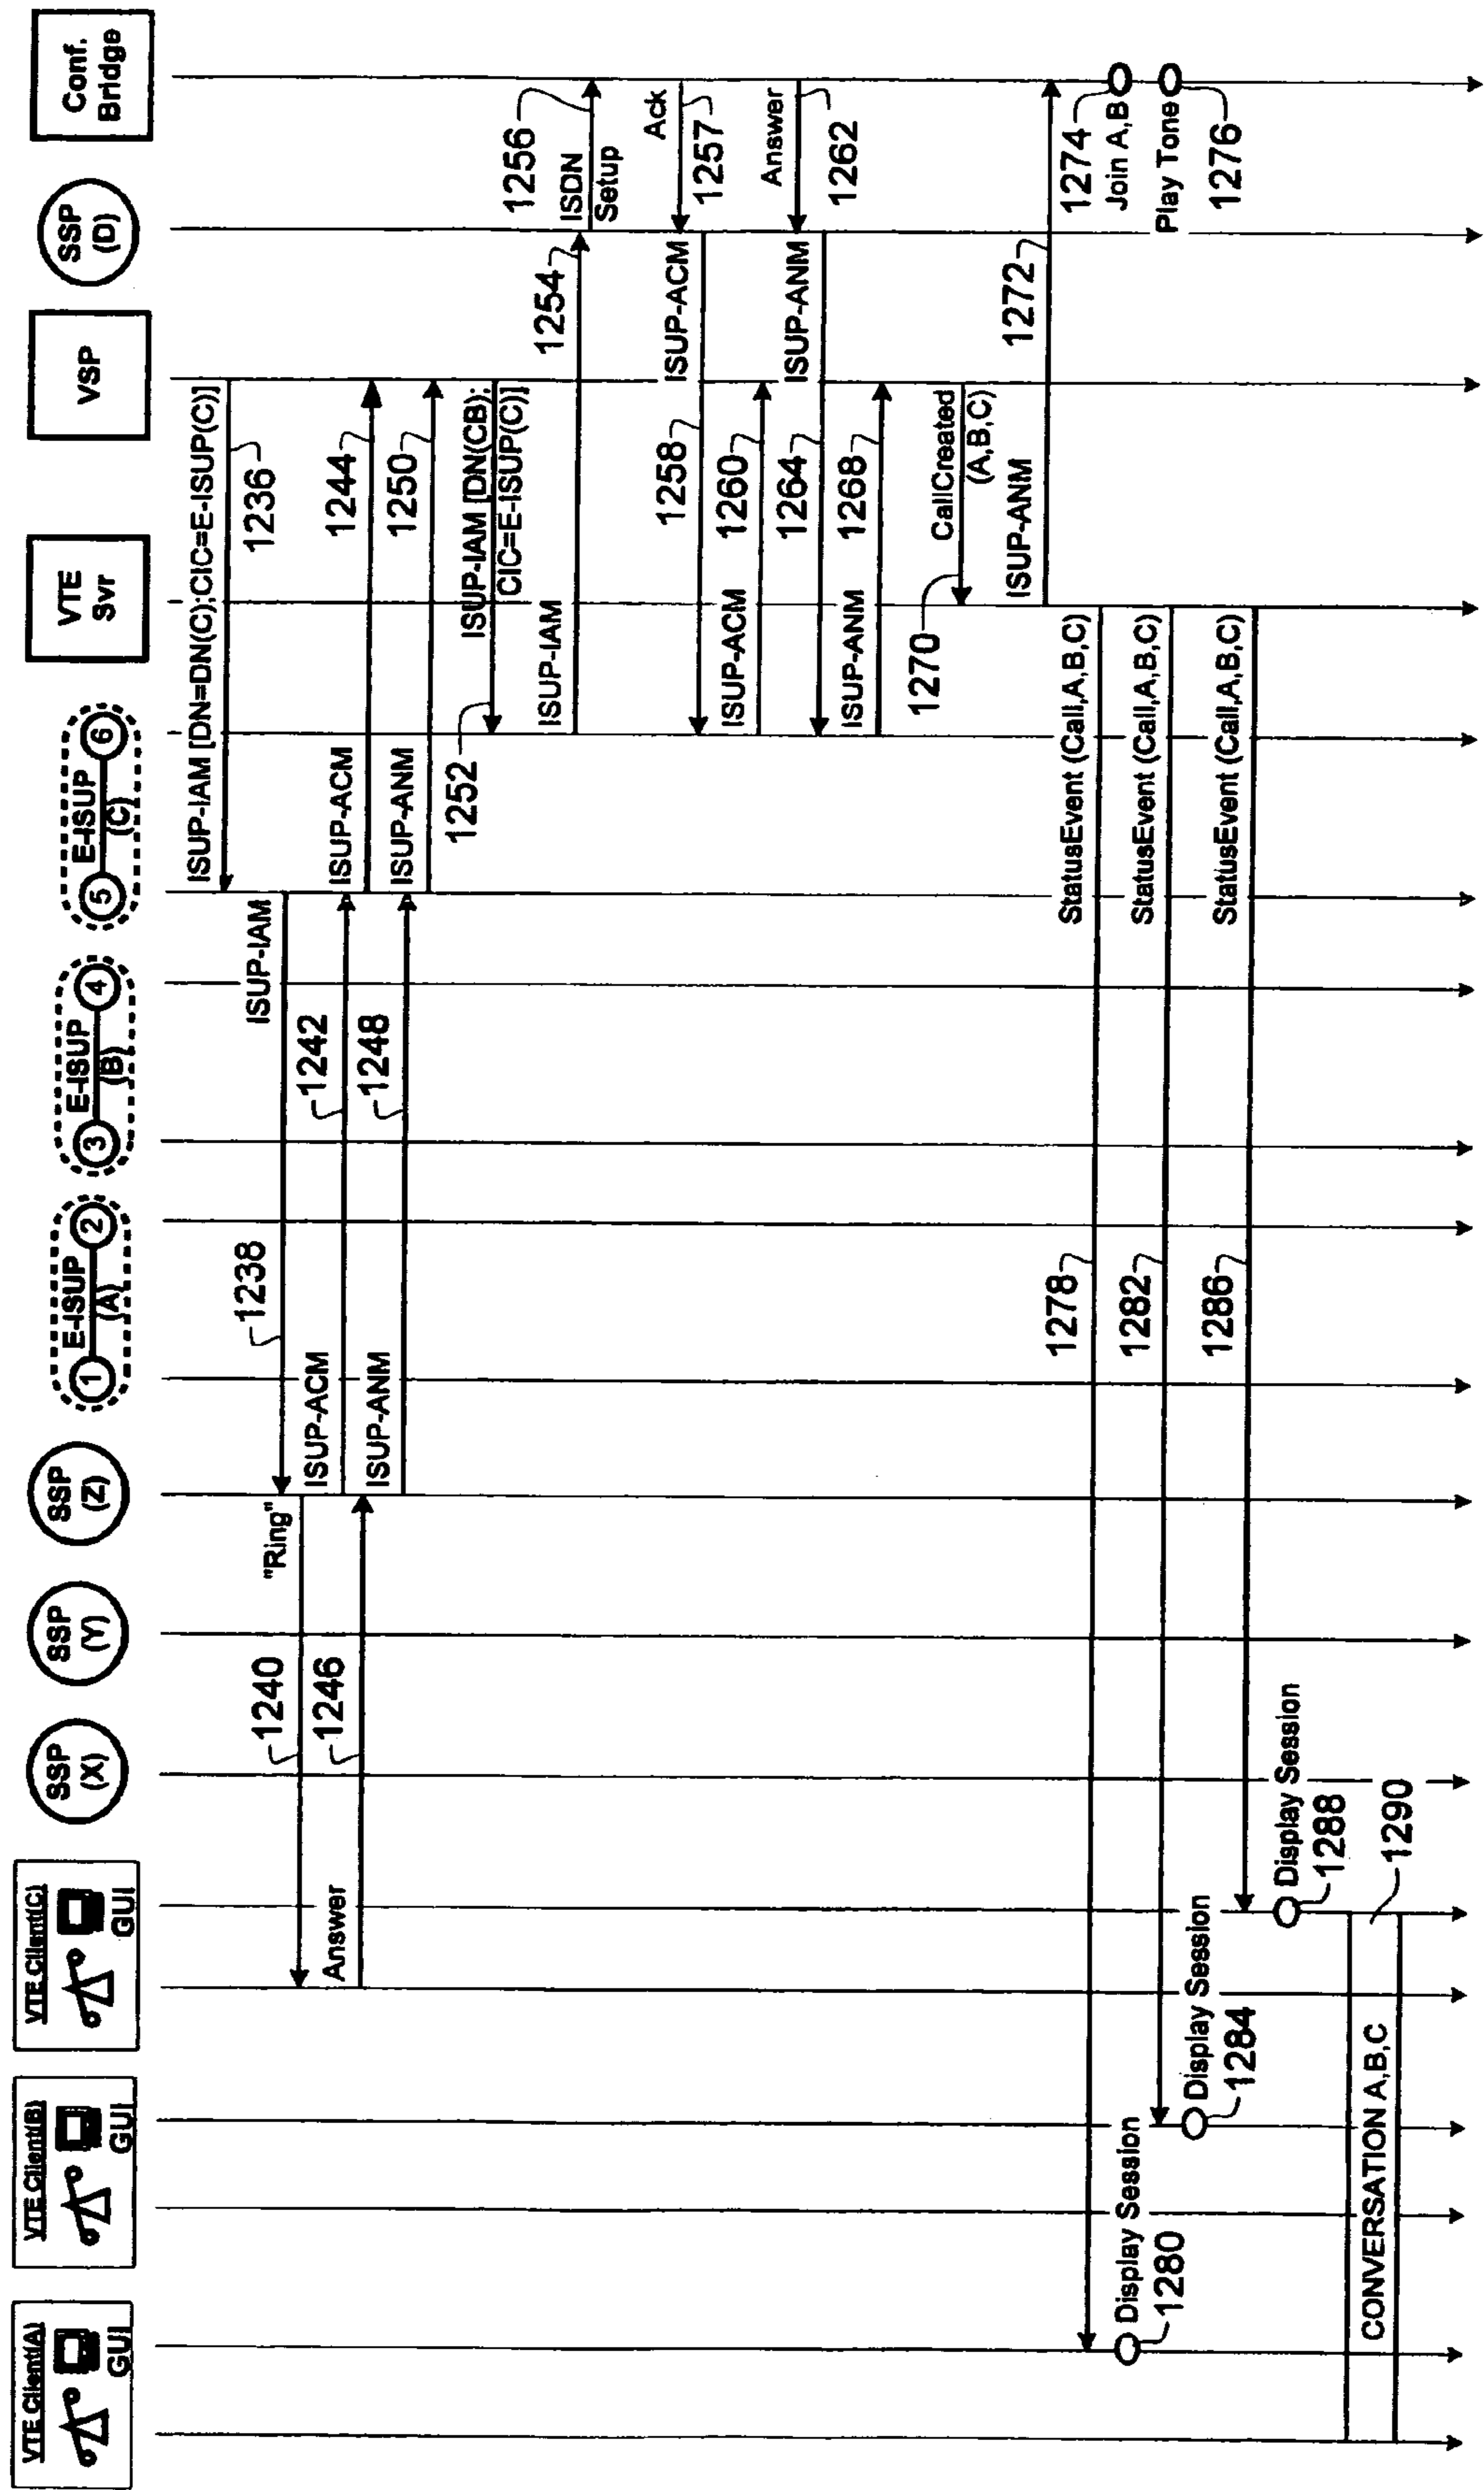 VTE Client(A)
GUI
VTE Client(B)
GUI
VTE Client(C)
GUI
SSP
(X)
SSP
(Y)
SSP
(Z)
1
E-ISUP
(A)
2
3
E-ISUP
(B)
4
5
E-ISUP
(C)
6
VTE
Svr
VSP
SSP
(D)
Conf.
Bridge
ISUP-IAM [DN=DN(C);CIC=E-ISUP(C)]
1236
ISUP-IAM
1238
"Ring"
1240
ISUP-ACM
1242
ISUP-ACM
1244
Answer
1246
ISUP-ANM
1248
ISUP-ANM
1250
ISUP-IAM [DN(CB);
CIC=E-ISUP(C)]
1252
ISUP-IAM
1254
1256
ISDN
Setup
Ack
1257
ISUP-ACM
1258
ISUP-ACM
1260
Answer
1262
ISUP-ANM
1264
ISUP-ANM
1268
CallCreated
(A,B,C)
1270
ISUP-ANM
1272
1274
Join A,B
Play Tone
1276
StatusEvent (Call,A,B,C)
1278
Display Session
1280
StatusEvent (Call,A,B,C)
1282
Display Session
1284
StatusEvent (Call,A,B,C)
1286
Display Session
1288
CONVERSATION A,B,C
1290